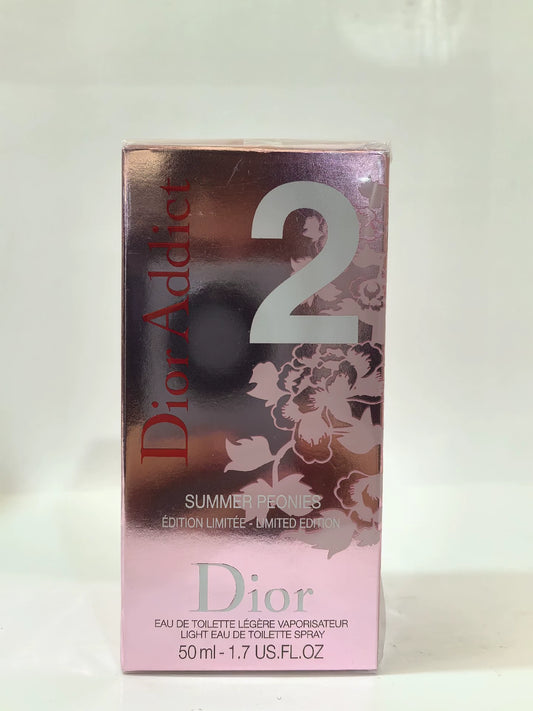 Dior Addict
2
SUMMER PEONIES
ÉDITION LIMITÉE - LIMITED EDITION
Dior
EAU DE TOILETTE LÉGÈRE VAPORISATEUR
LIGHT EAU DE TOILETTE SPRAY
50 ml - 1.7 US.FL.OZ